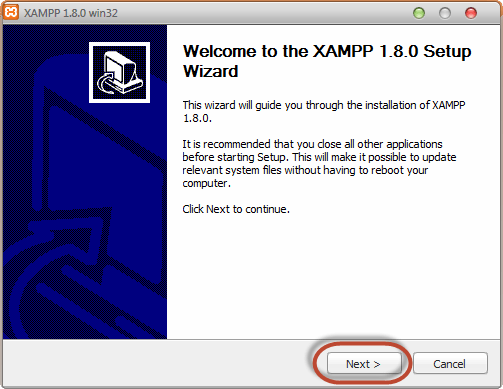 XAMPP 1.8.0 win32
Welcome to the XAMPP 1.8.0 Setup
Wizard
This wizard will guide you through the installation of XAMPP
1.8.0.
It is recommended that you close all other applications
before starting Setup. This will make it possible to update
relevant system files without having to reboot your
computer.
Click Next to continue.
Next >
Cancel